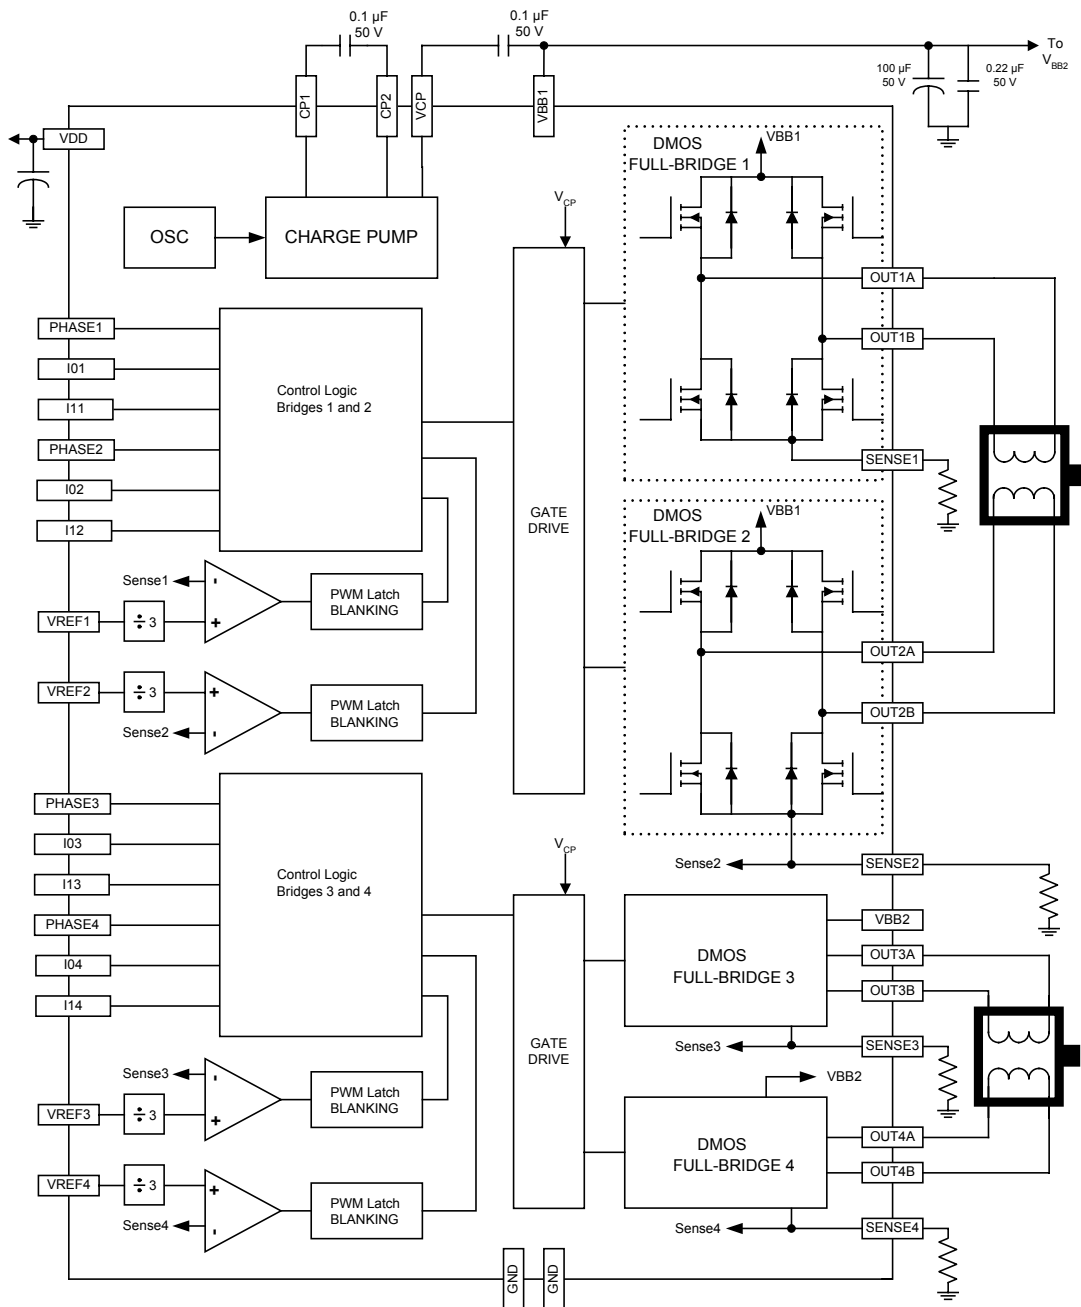 0.1 µF
50 V
0.1 µF
50 V
To
VBB2
100 µF
50 V
0.22 µF
50 V
CP1
CP2
VCP
VBB1
VDD
OSC
CHARGE PUMP
VCP
DMOS
FULL-BRIDGE 1
VBB1
OUT1A
OUT1B
SENSE1
PHASE1
I01
I11
PHASE2
I02
I12
Control Logic
Bridges 1 and 2
GATE
DRIVE
DMOS
FULL-BRIDGE 2
VBB1
OUT2A
OUT2B
Sense2
SENSE2
Sense1
-
+
VREF1
÷ 3
PWM Latch
BLANKING
VREF2
÷ 3
+
-
Sense2
PWM Latch
BLANKING
PHASE3
I03
I13
PHASE4
I04
I14
Control Logic
Bridges 3 and 4
VCP
GATE
DRIVE
DMOS
FULL-BRIDGE 3
VBB2
OUT3A
OUT3B
Sense3
SENSE3
VBB2
DMOS
FULL-BRIDGE 4
OUT4A
OUT4B
Sense4
SENSE4
Sense3
-
+
VREF3
÷ 3
PWM Latch
BLANKING
VREF4
÷ 3
+
-
Sense4
PWM Latch
BLANKING
GND
GND